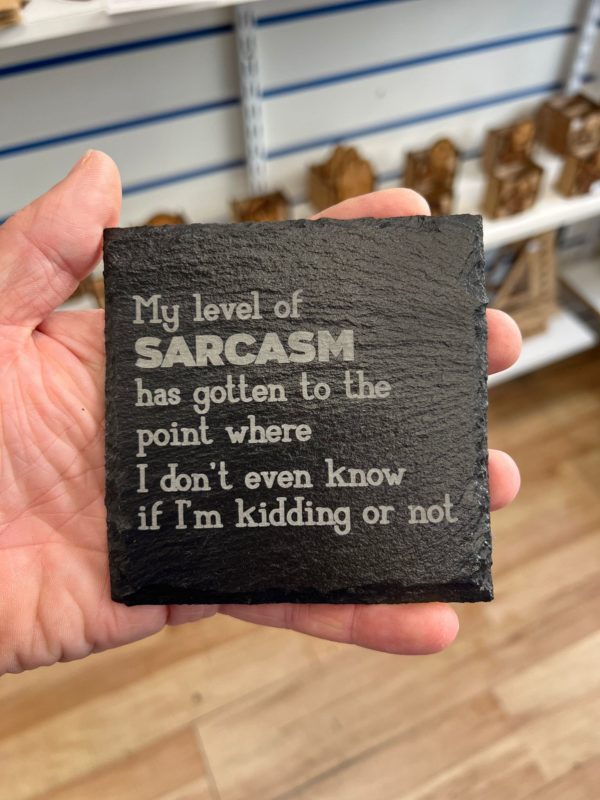 My level of
SARCASM
has gotten to the
point where
I don't even know
if I'm kidding or not